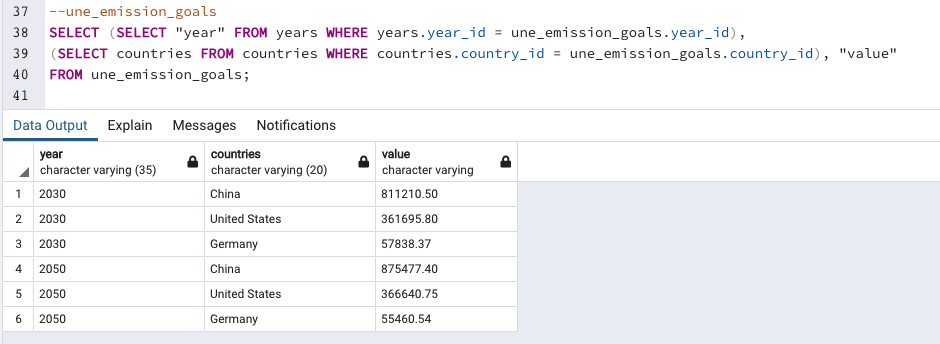 37 --une_emission_goals
38 SELECT (SELECT "year" FROM years WHERE years.year_id = une_emission_goals.year_id),
39 (SELECT countries FROM countries WHERE countries.country_id = une_emission_goals.country_id), "value"
40 FROM une_emission_goals;
41
Data Output Explain Messages Notifications
year countries value
character varying (35) character varying (20) character varying
1 2030 China 811210.50
2 2030 United States 361695.80
3 2030 Germany 57838.37
4 2050 China 875477.40
5 2050 United States 366640.75
6 2050 Germany 55460.54